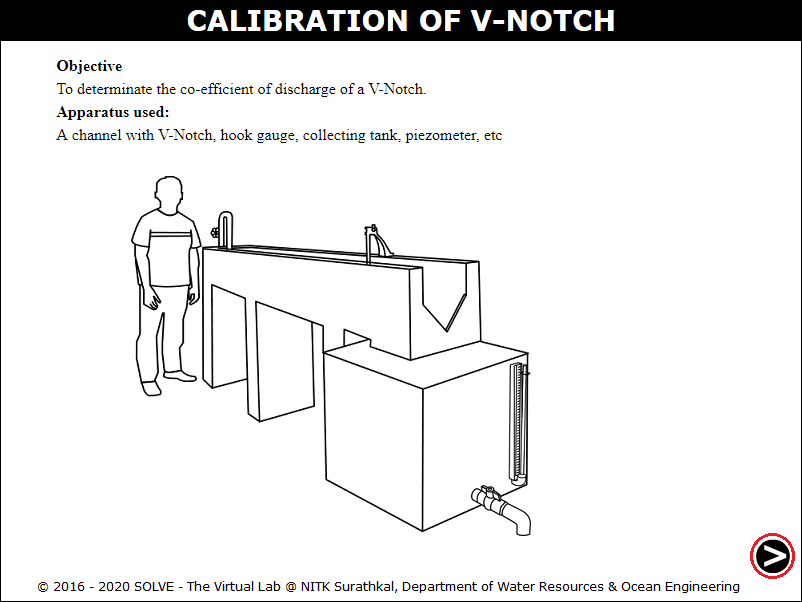 CALIBRATION OF V-NOTCH
Objective
To determinate the co-efficient of discharge of a V-Notch.
Apparatus used:
A channel with V-Notch, hook gauge, collecting tank, piezometer, etc
© 2016 - 2020 SOLVE - The Virtual Lab @ NITK Surathkal, Department of Water Resources & Ocean Engineering